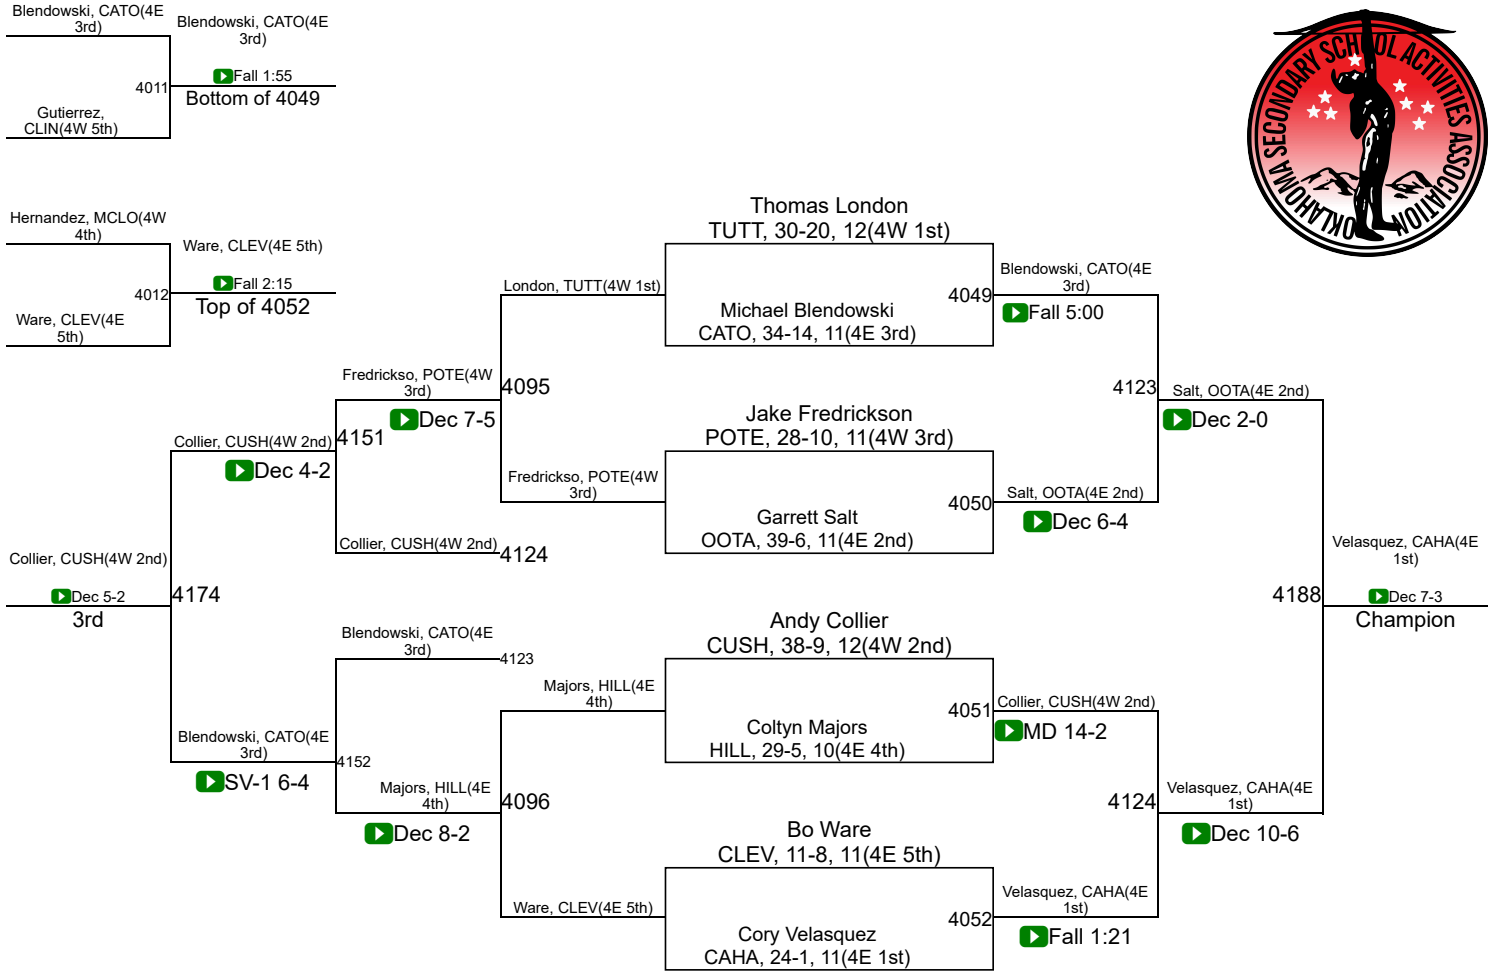 Blendowski, CATO(4E
3rd)
Blendowski, CATO(4E
3rd)
Fall 1:55
4011
Bottom of 4049
Gutierrez,
CLIN(4W 5th)
OKLAHOMA SECONDARY SCHOOL ACTIVITIES ASSOCIATION
Hernandez, MCLO(4W
4th)
Ware, CLEV(4E 5th)
Fall 2:15
4012
Top of 4052
Ware, CLEV(4E
5th)
Thomas London
TUTT, 30-20, 12(4W 1st)
London, TUTT(4W 1st)
4049
Michael Blendowski
CATO, 34-14, 11(4E 3rd)
Blendowski, CATO(4E
3rd)
Fall 5:00
Fredrickso, POTE(4W
3rd)
4095
Dec 7-5
4123
Salt, OOTA(4E 2nd)
Dec 2-0
Jake Fredrickson
POTE, 28-10, 11(4W 3rd)
Collier, CUSH(4W 2nd)
4151
Dec 4-2
Fredrickso, POTE(4W
3rd)
4050
Salt, OOTA(4E 2nd)
Dec 6-4
Garrett Salt
OOTA, 39-6, 11(4E 2nd)
Collier, CUSH(4W 2nd)
4124
Collier, CUSH(4W 2nd)
Dec 5-2
4174
3rd
Velasquez, CAHA(4E
1st)
4188
Dec 7-3
Champion
Andy Collier
CUSH, 38-9, 12(4W 2nd)
Blendowski, CATO(4E
3rd)
4123
Majors, HILL(4E
4th)
4051
Collier, CUSH(4W 2nd)
MD 14-2
Coltyn Majors
HILL, 29-5, 10(4E 4th)
Blendowski, CATO(4E
3rd)
4152
SV-1 6-4
Majors, HILL(4E
4th)
4096
Dec 8-2
4124
Velasquez, CAHA(4E
1st)
Dec 10-6
Bo Ware
CLEV, 11-8, 11(4E 5th)
Ware, CLEV(4E 5th)
4052
Velasquez, CAHA(4E
1st)
Fall 1:21
Cory Velasquez
CAHA, 24-1, 11(4E 1st)